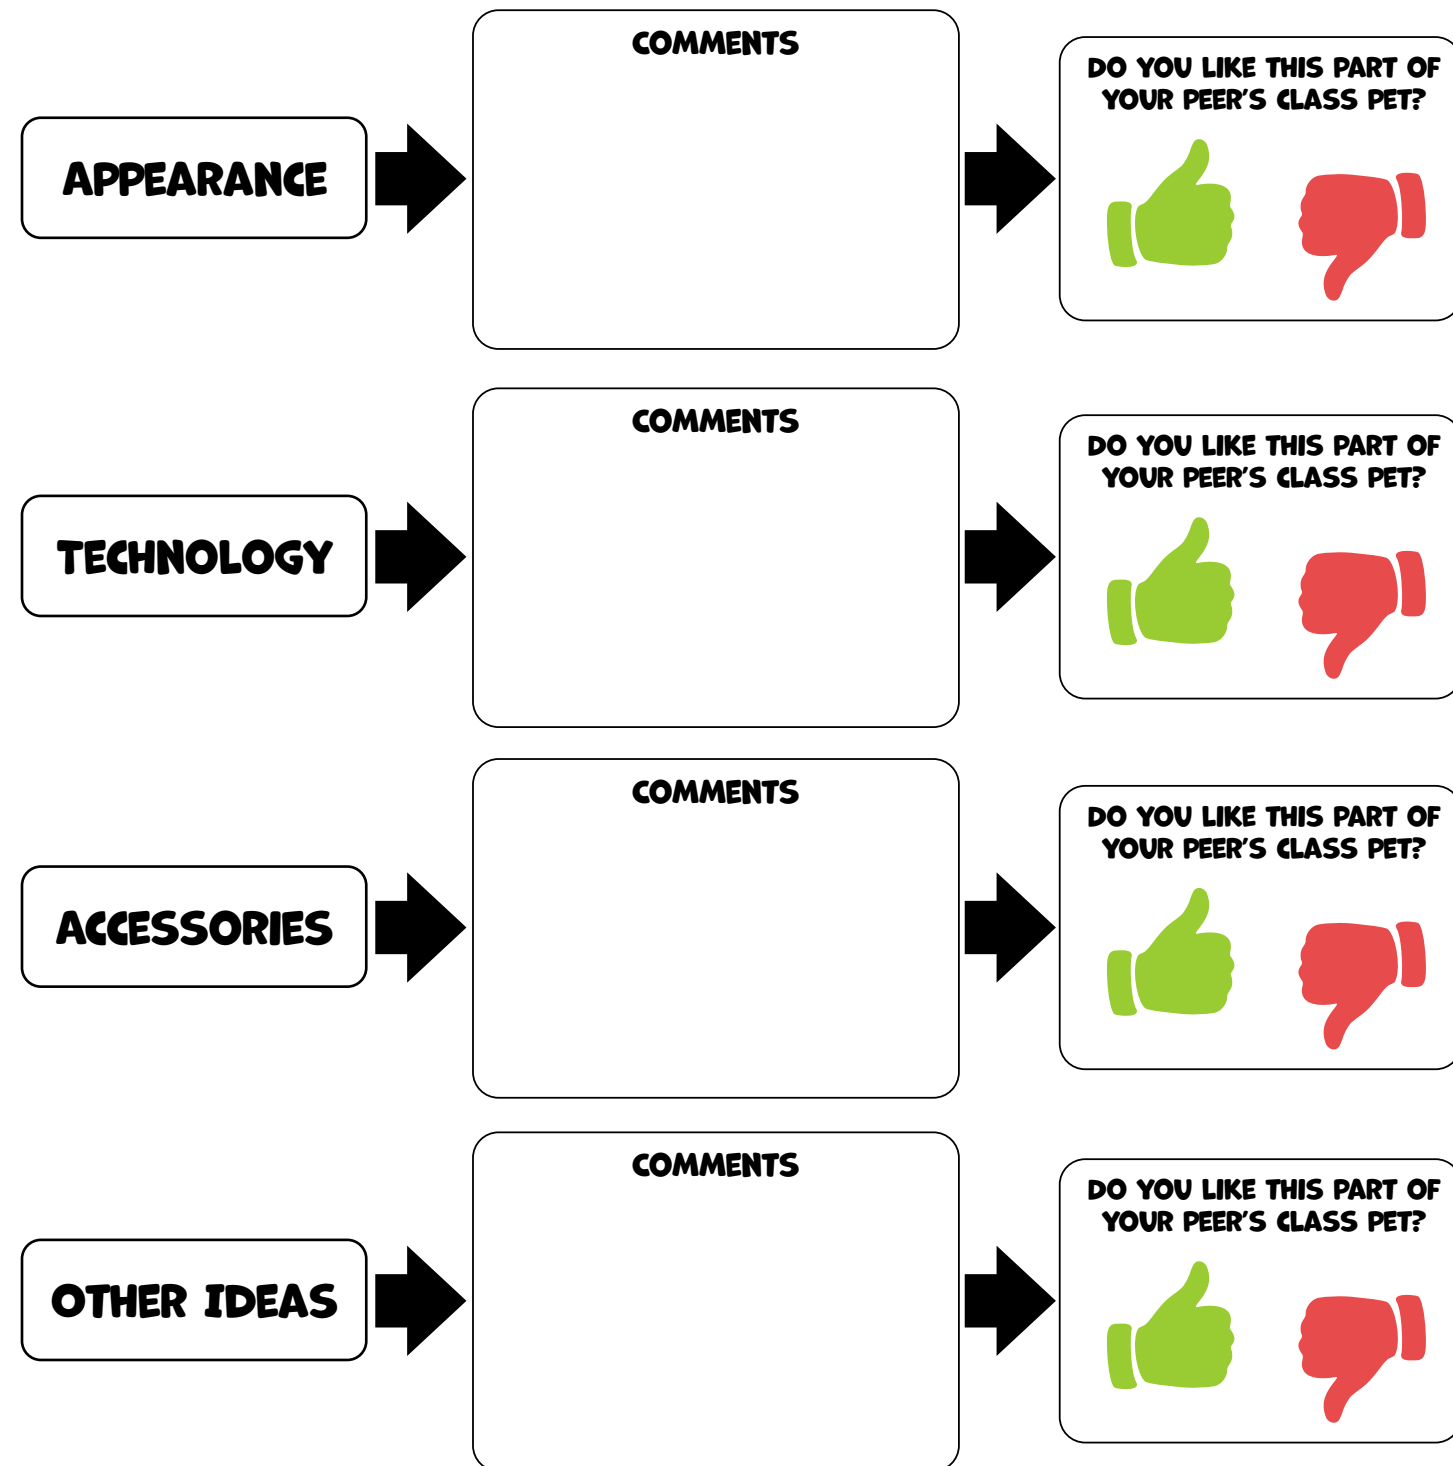 COMMENTS
DO YOU LIKE THIS PART OF
YOUR PEER'S CLASS PET?
APPEARANCE
COMMENTS
DO YOU LIKE THIS PART OF
YOUR PEER'S CLASS PET?
TECHNOLOGY
COMMENTS
DO YOU LIKE THIS PART OF
YOUR PEER'S CLASS PET?
ACCESSORIES
COMMENTS
DO YOU LIKE THIS PART OF
YOUR PEER'S CLASS PET?
OTHER IDEAS